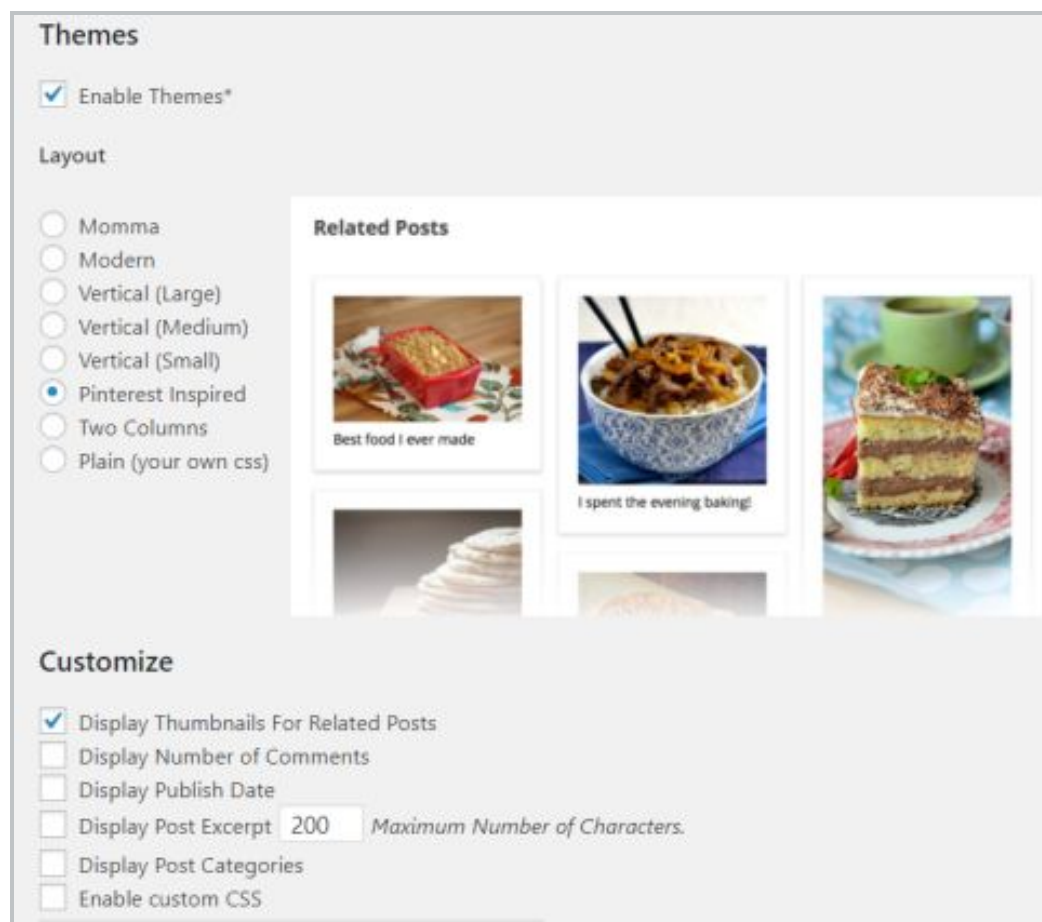 Themes
Enable Themes*
Layout
Momma
Modern
Vertical (Large)
Vertical (Medium)
Vertical (Small)
Pinterest Inspired
Two Columns
Plain (your own css)
Related Posts
Best food I ever made
I spent the evening baking!
Customize
Display Thumbnails For Related Posts
Display Number of Comments
Display Publish Date
Display Post Excerpt 200 Maximum Number of Characters.
Display Post Categories
Enable custom CSS